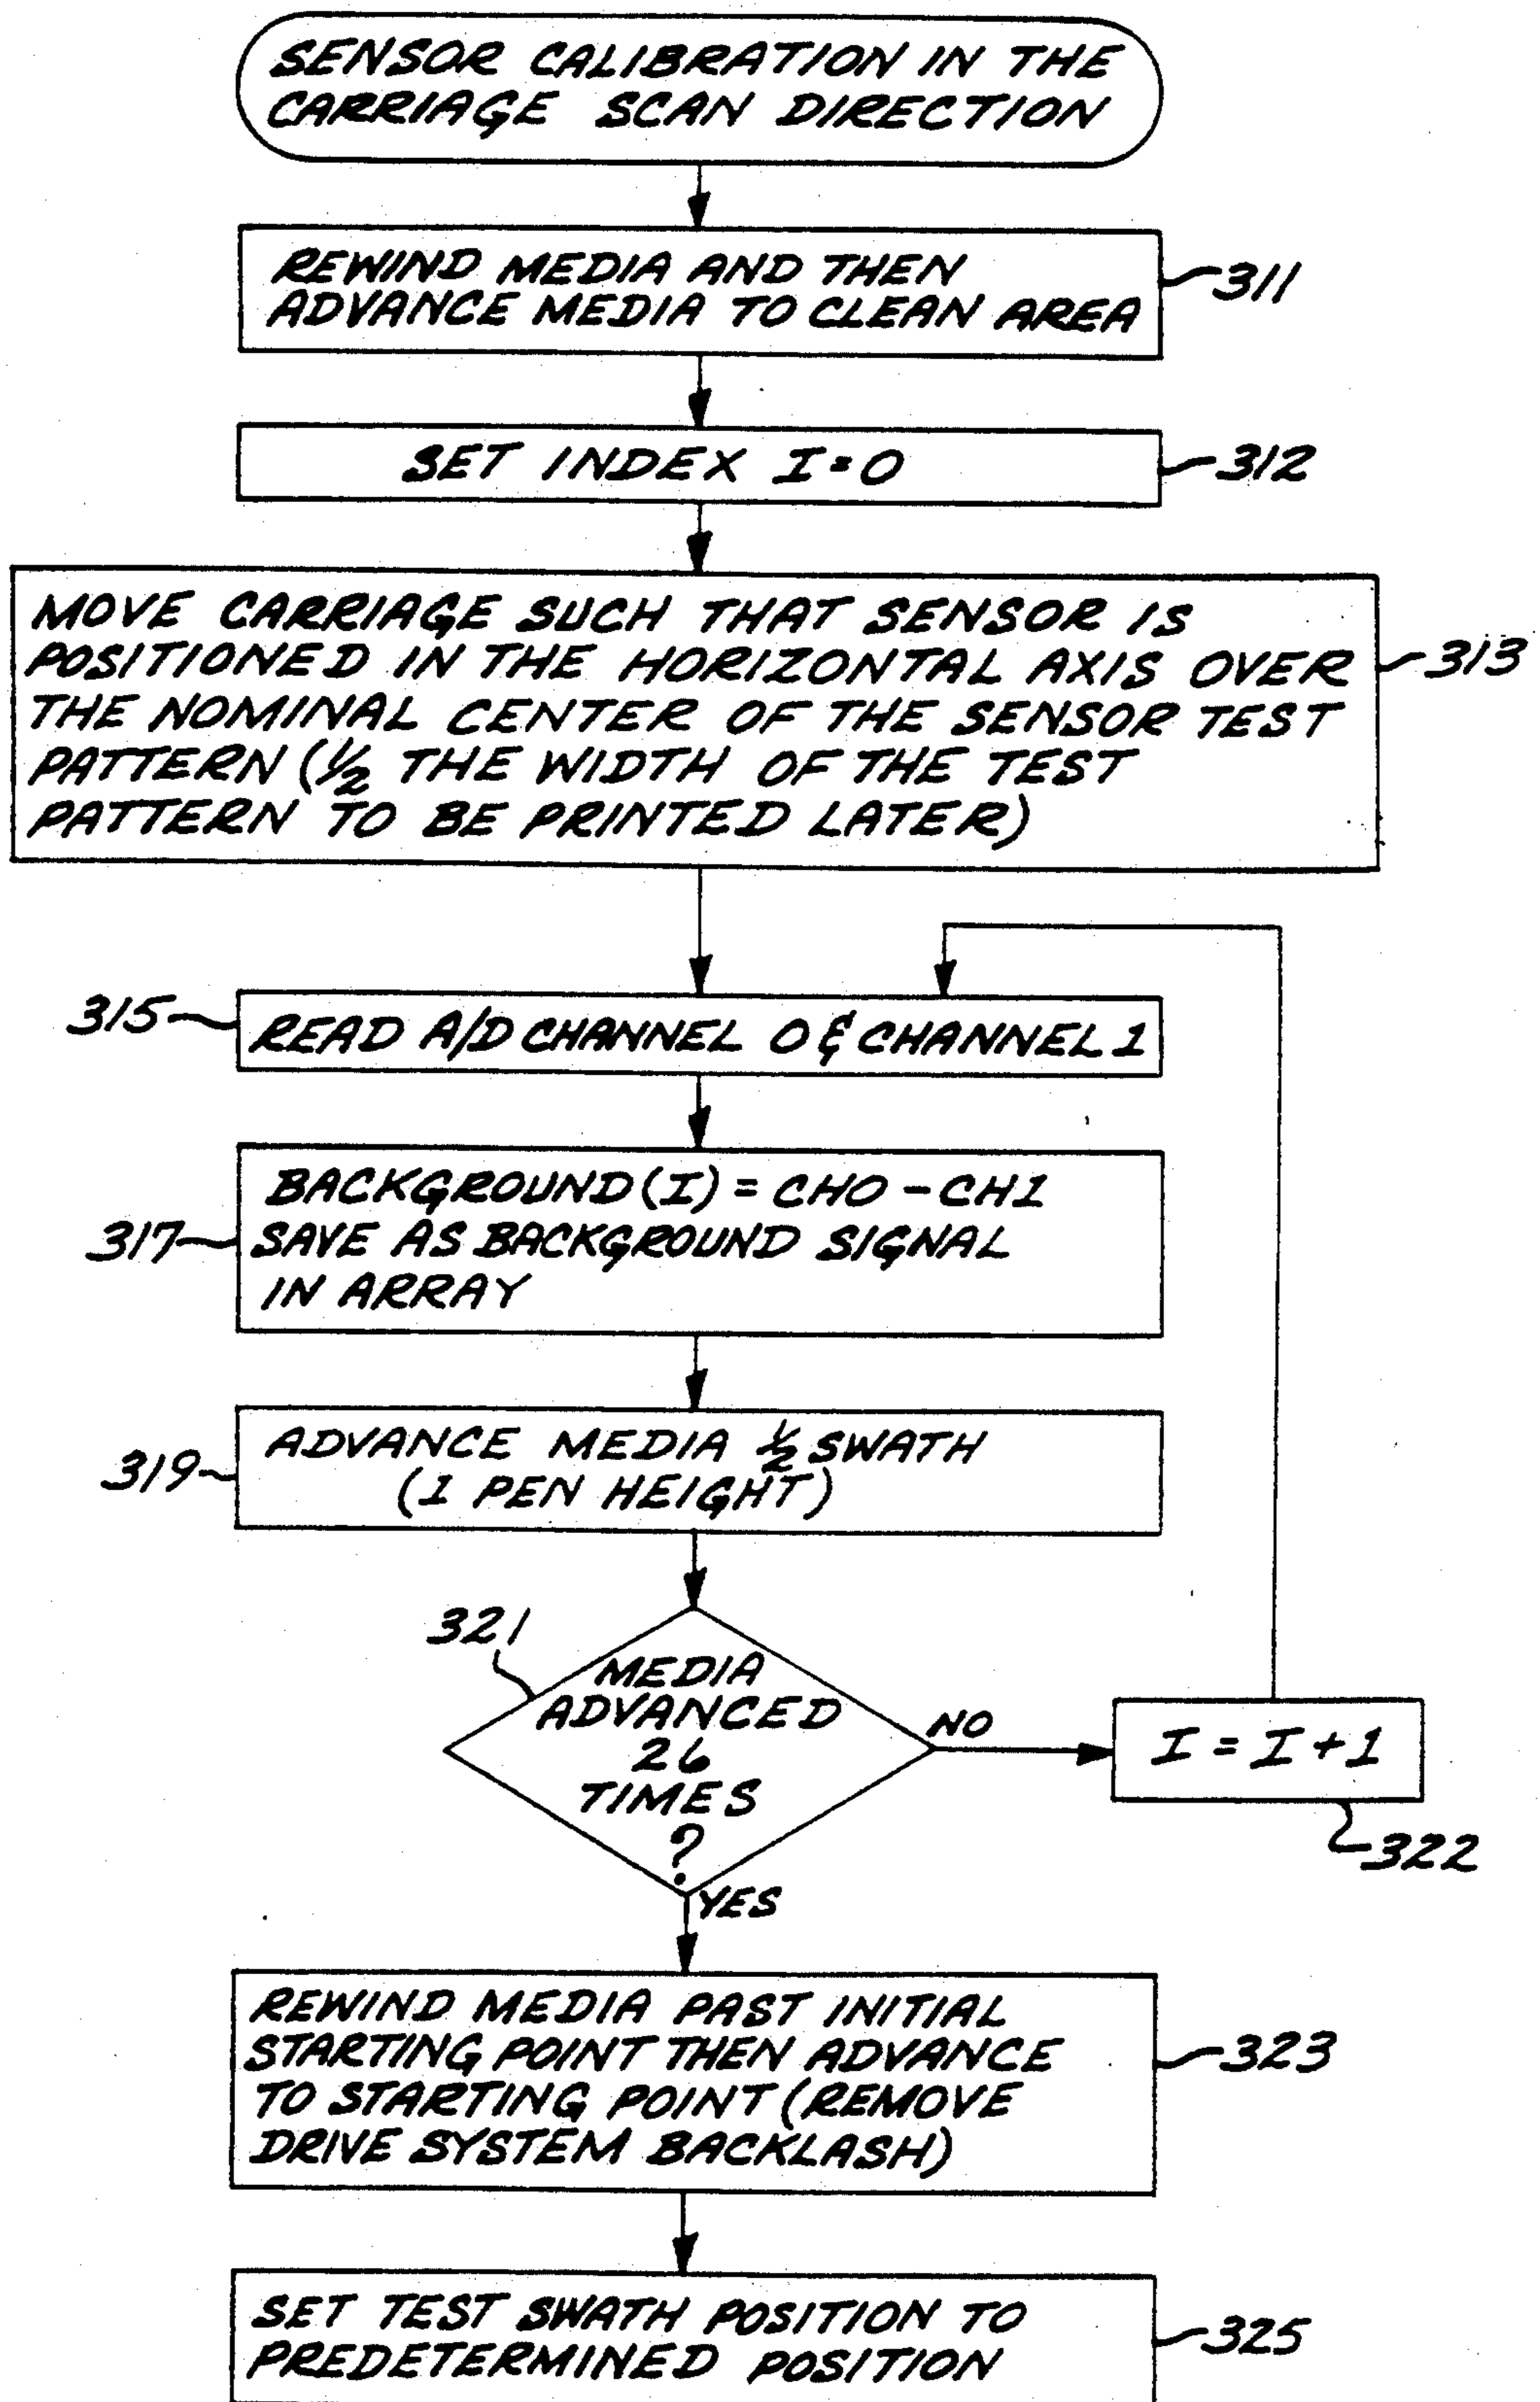 SENSOR CALIBRATION IN THE
CARRIAGE SCAN DIRECTION
REWIND MEDIA AND THEN
ADVANCE MEDIA TO CLEAN AREA
311
SET INDEX I=0
312
MOVE CARRIAGE SUCH THAT SENSOR IS
POSITIONED IN THE HORIZONTAL AXIS OVER
THE NOMINAL CENTER OF THE SENSOR TEST
PATTERN (1/2 THE WIDTH OF THE TEST
PATTERN TO BE PRINTED LATER)
313
315
READ A/D CHANNEL 0 & CHANNEL 1
317
BACKGROUND(I) = CH0 - CH1
SAVE AS BACKGROUND SIGNAL
IN ARRAY
319
ADVANCE MEDIA 1/2 SWATH
(1 PEN HEIGHT)
321
MEDIA
ADVANCED
26
TIMES
?
NO
I = I + 1
322
YES
REWIND MEDIA PAST INITIAL
STARTING POINT THEN ADVANCE
TO STARTING POINT (REMOVE
DRIVE SYSTEM BACKLASH)
323
SET TEST SWATH POSITION TO
PREDETERMINED POSITION
325